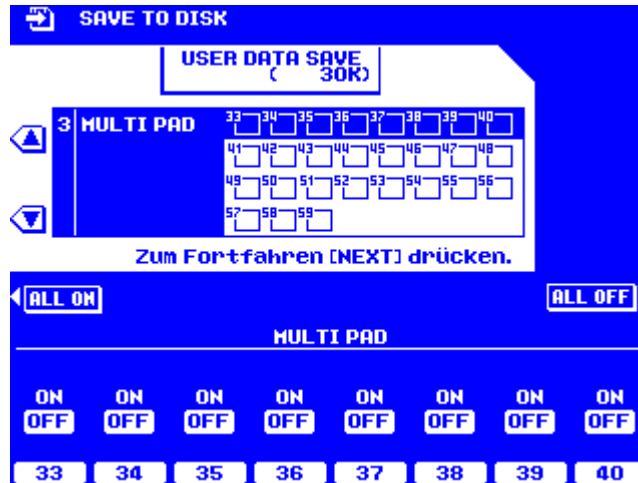 SAVE TO DISK
USER DATA SAVE
( 30K)
3 MULTI PAD 33 34 35 36 37 38 39 40
41 42 43 44 45 46 47 48
49 50 51 52 53 54 55 56
57 58 59
Zum Fortfahren [NEXT] drücken.
ALL ON ALL OFF
MULTI PAD
ON ON ON ON ON ON ON ON
OFF OFF OFF OFF OFF OFF OFF OFF
33 34 35 36 37 38 39 40